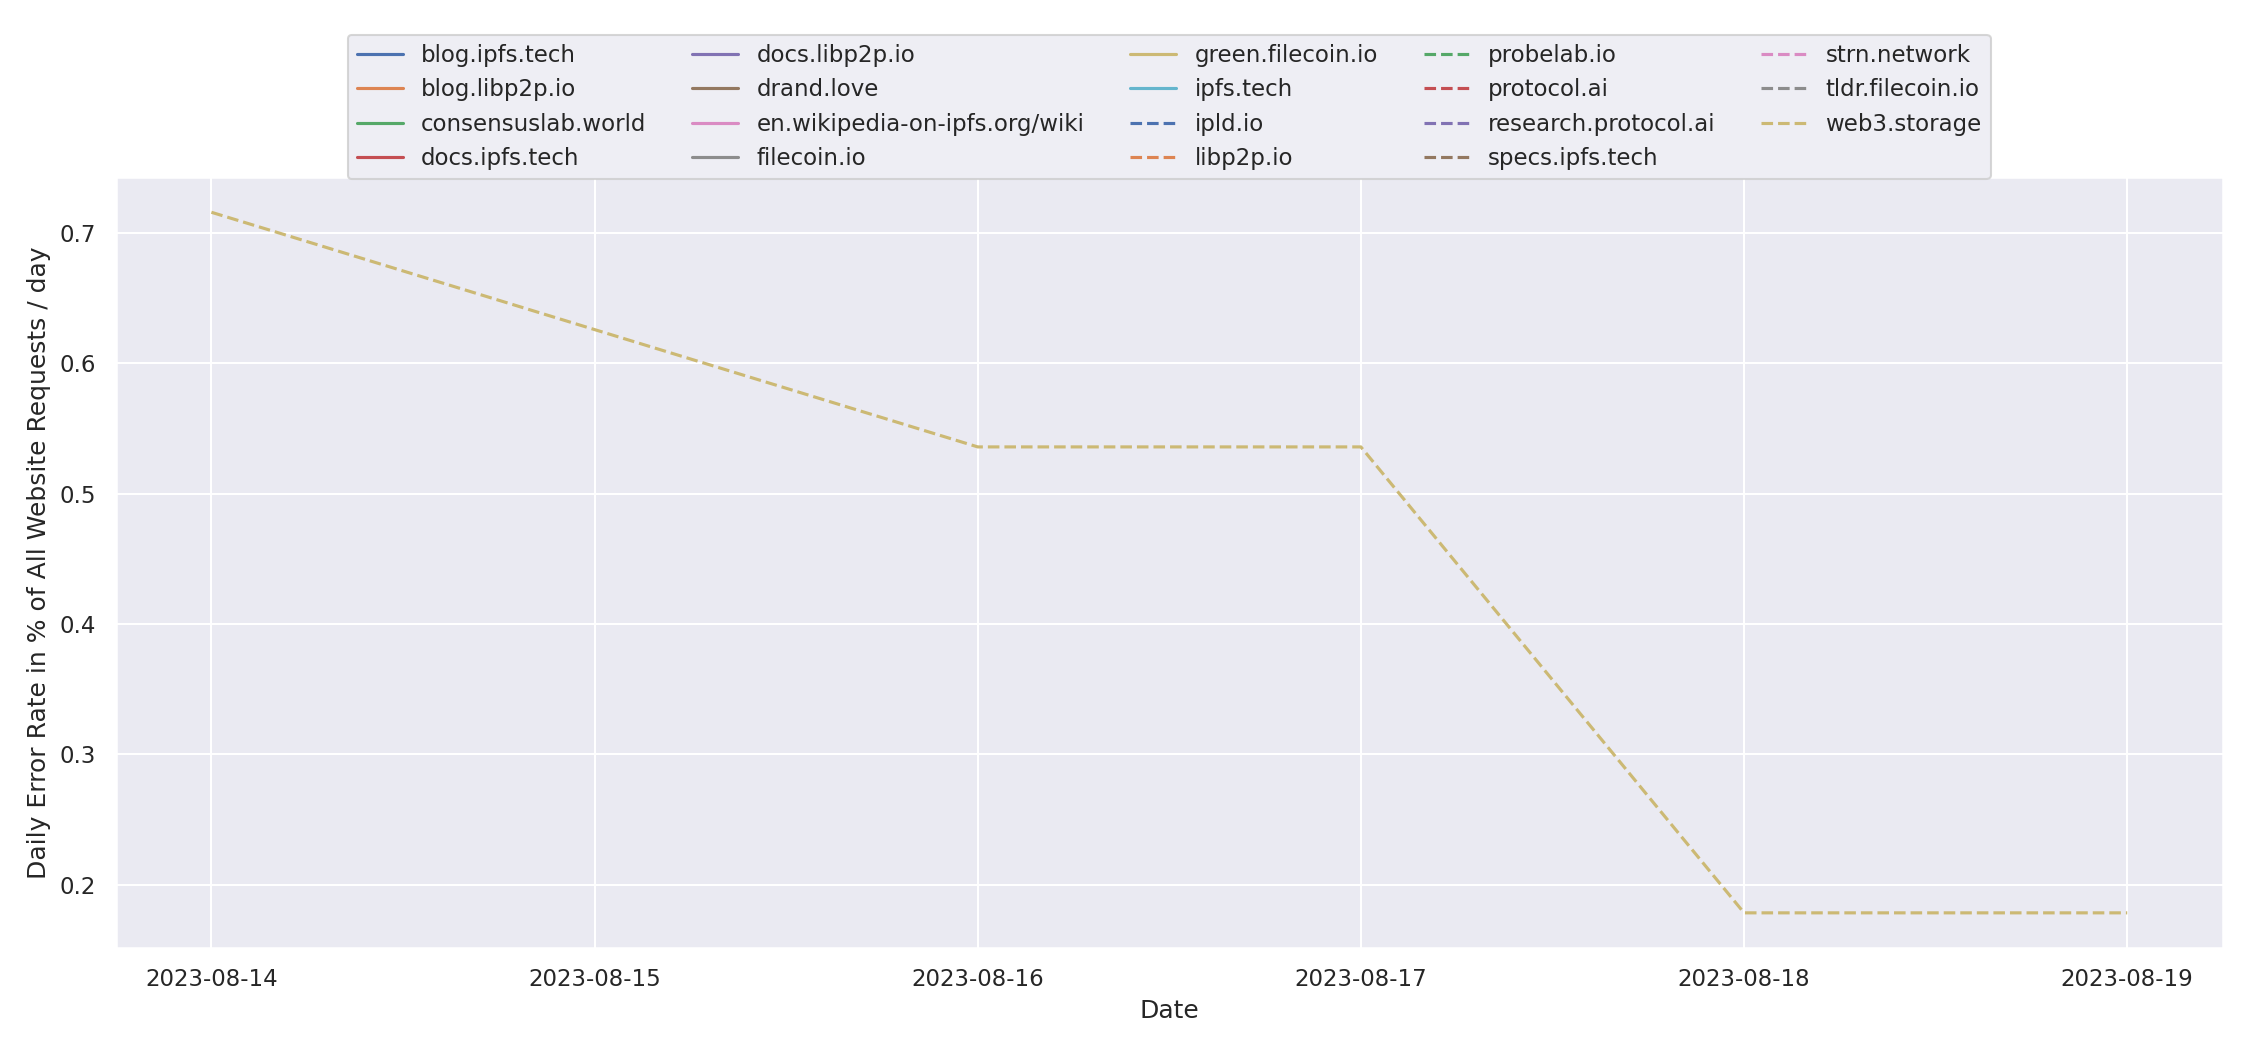 blog.ipfs.tech
blog.libp2p.io
consensuslab.world
docs.ipfs.tech
docs.libp2p.io
drand.love
en.wikipedia-on-ipfs.org/wiki
filecoin.io
green.filecoin.io
ipfs.tech
ipld.io
libp2p.io
probelab.io
protocol.ai
research.protocol.ai
specs.ipfs.tech
strn.network
tldr.filecoin.io
web3.storage
Daily Error Rate in % of All Website Requests / day
0.7
0.6
0.5
0.4
0.3
0.2
2023-08-14
2023-08-15
2023-08-16
2023-08-17
2023-08-18
2023-08-19
Date